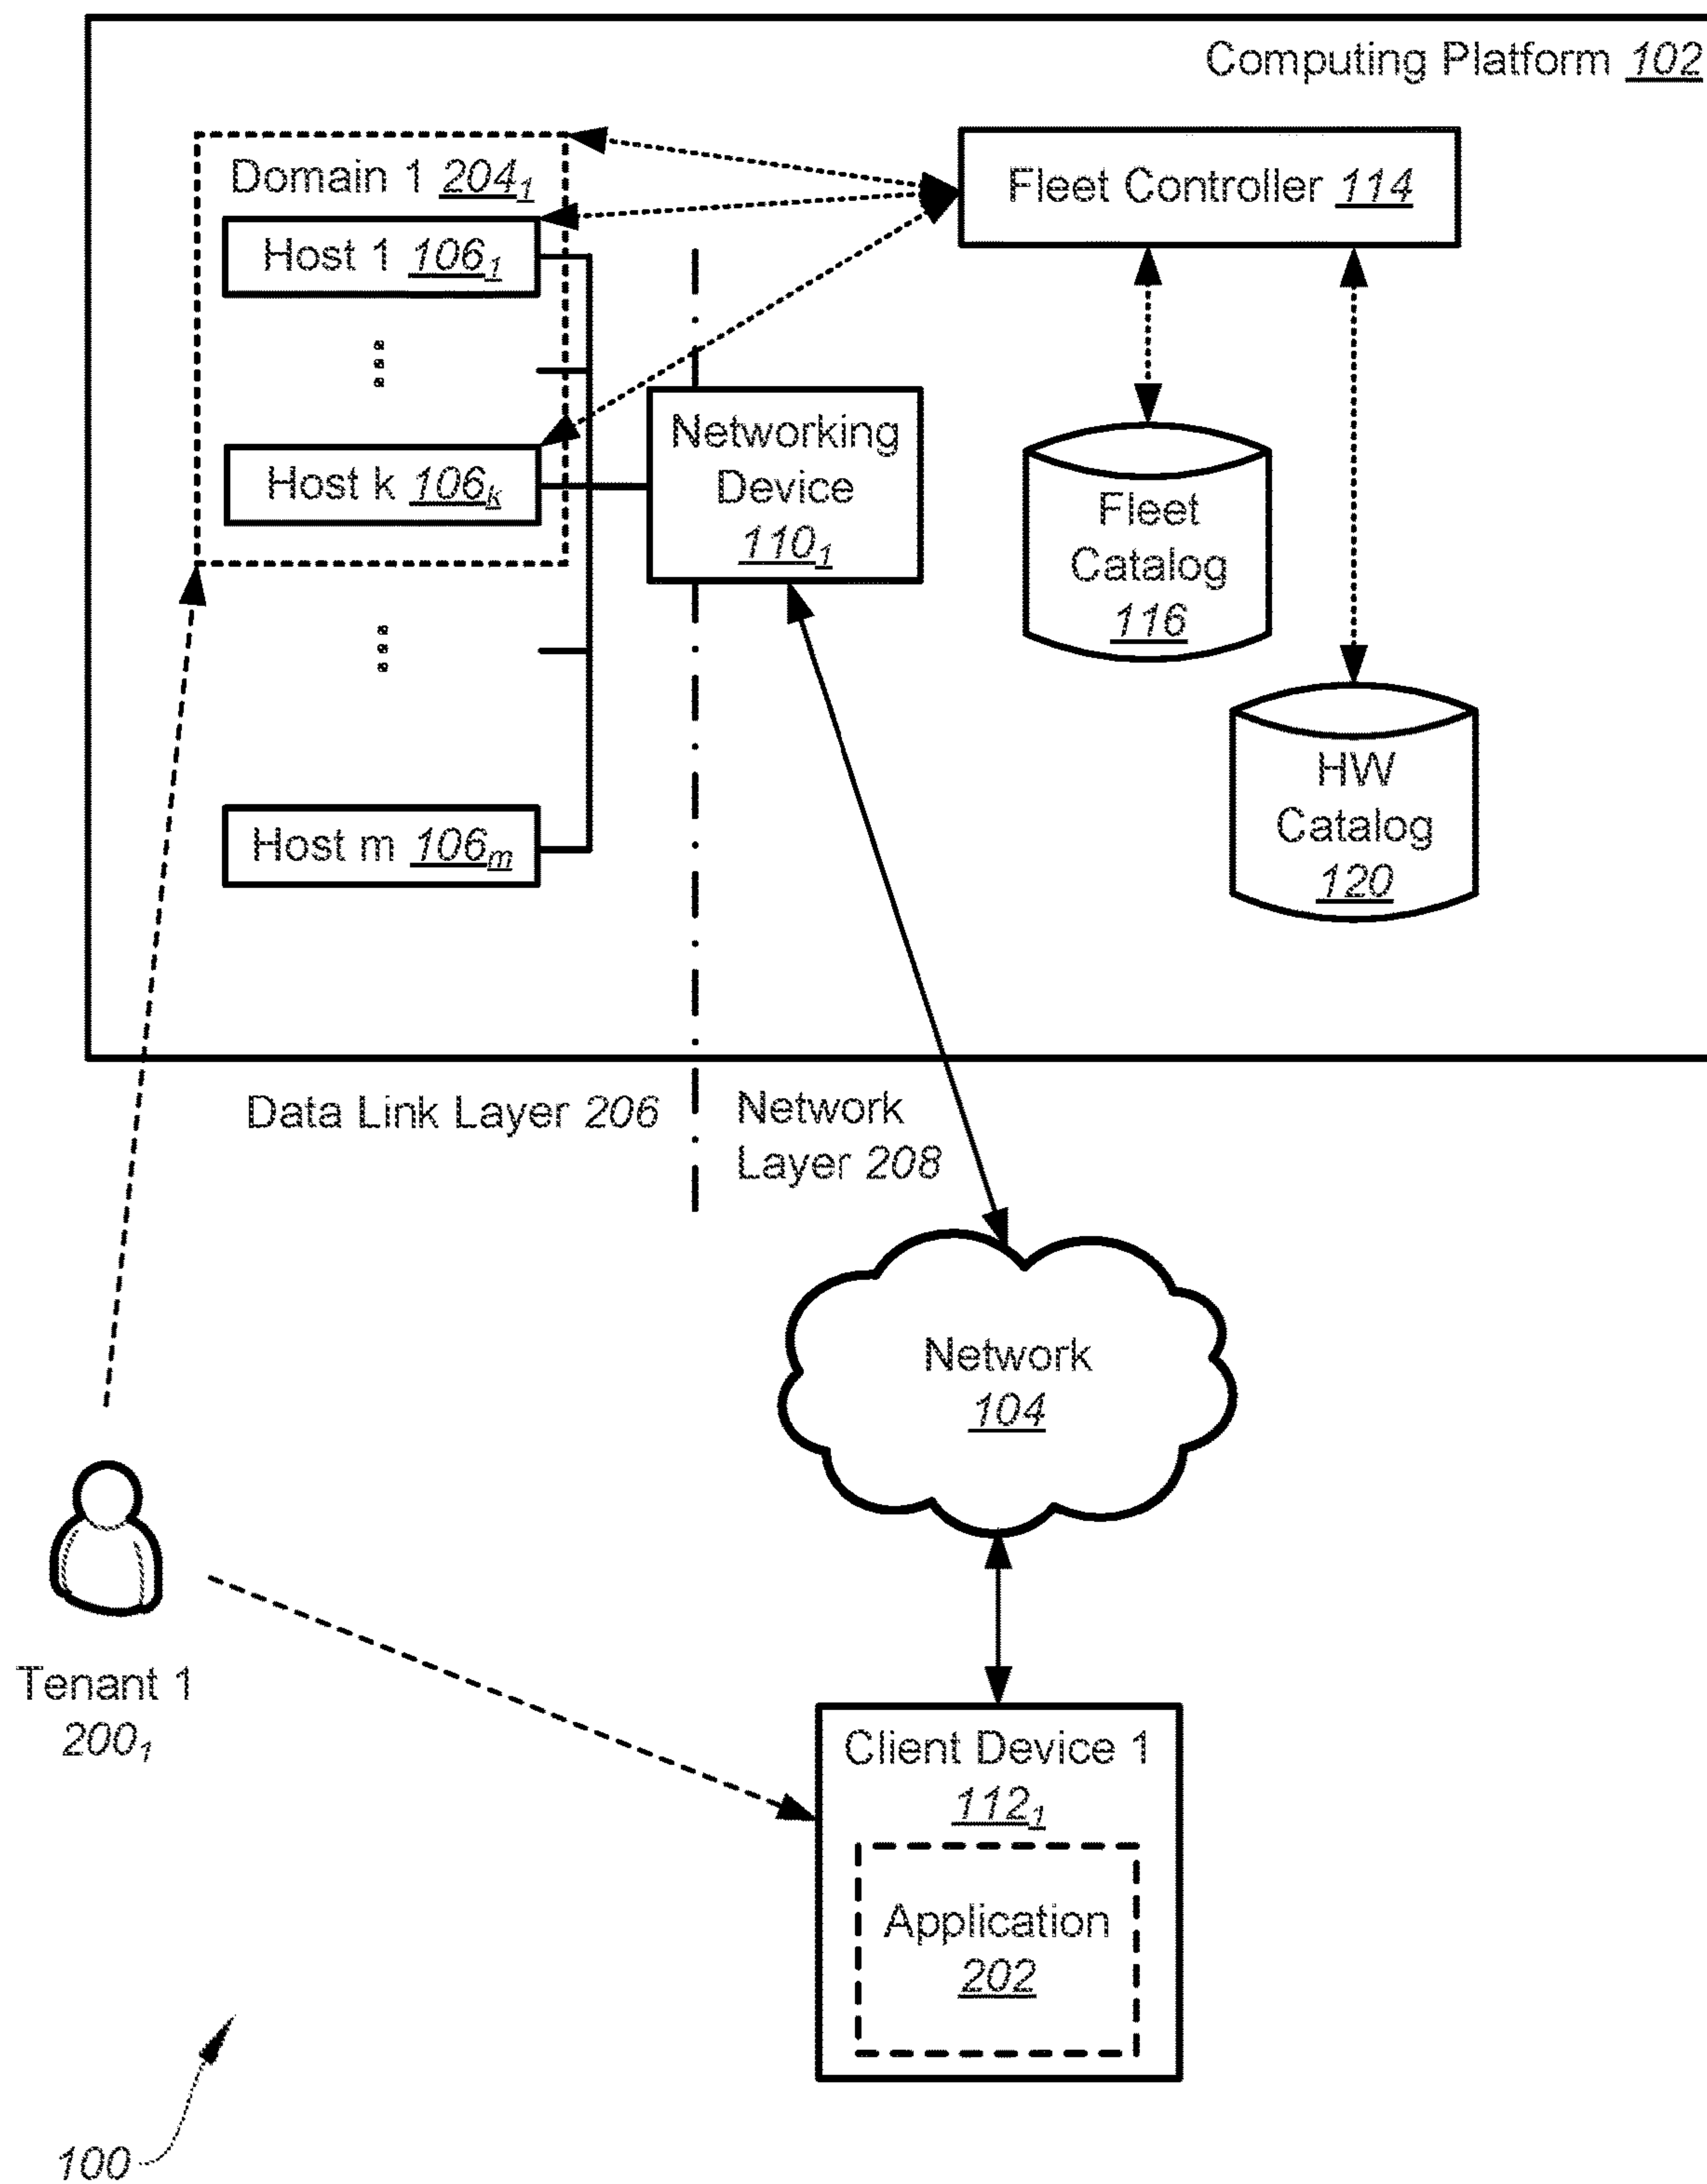 Computing Platform 102
Domain 1 204₁
Fleet Controller 114
Host 1 106₁
Networking
Device
110₁
Host k 106ₖ
Fleet
Catalog
116
HW
Catalog
120
Host m 106ₘ
Data Link Layer 206
Network
Layer 208
Network
104
Tenant 1
200₁
Client Device 1
112₁
Application
202
100